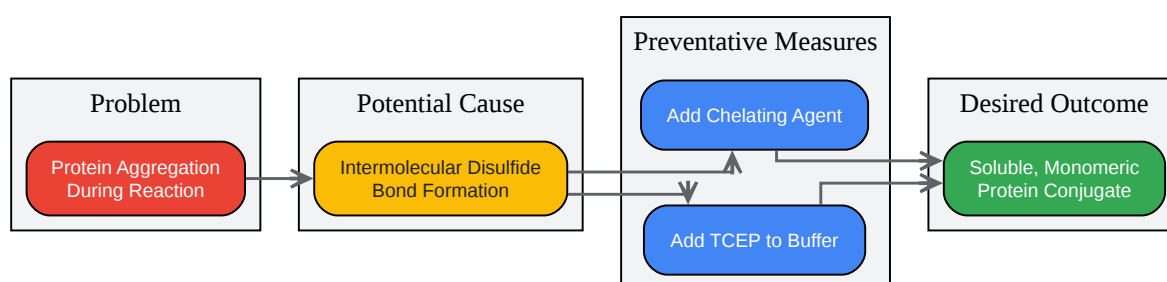 Problem
Protein Aggregation
During Reaction
Potential Cause
Intermolecular Disulfide
Bond Formation
Preventative Measures
Add Chelating Agent
Add TCEP to Buffer
Desired Outcome
Soluble, Monomeric
Protein Conjugate